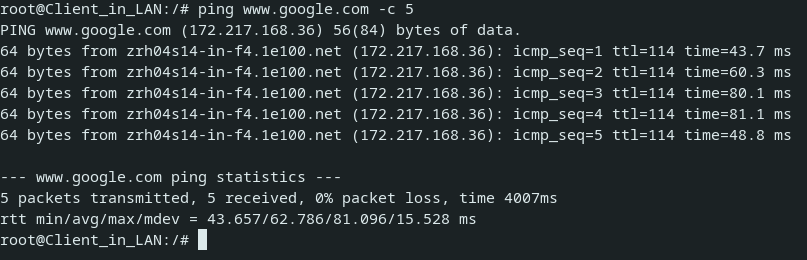 root@Client_in_LAN:/# ping www.google.com -c 5
PING www.google.com (172.217.168.36) 56(84) bytes of data.
64 bytes from zrh04s14-in-f4.1e100.net (172.217.168.36): icmp_seq=1 ttl=114 time=43.7 ms
64 bytes from zrh04s14-in-f4.1e100.net (172.217.168.36): icmp_seq=2 ttl=114 time=60.3 ms
64 bytes from zrh04s14-in-f4.1e100.net (172.217.168.36): icmp_seq=3 ttl=114 time=80.1 ms
64 bytes from zrh04s14-in-f4.1e100.net (172.217.168.36): icmp_seq=4 ttl=114 time=81.1 ms
64 bytes from zrh04s14-in-f4.1e100.net (172.217.168.36): icmp_seq=5 ttl=114 time=48.8 ms

--- www.google.com ping statistics ---
5 packets transmitted, 5 received, 0% packet loss, time 4007ms
rtt min/avg/max/mdev = 43.657/62.786/81.096/15.528 ms
root@Client_in_LAN:/#